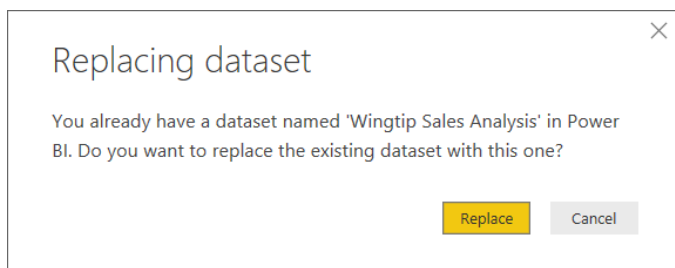 Replacing dataset
You already have a dataset named 'Wingtip Sales Analysis' in Power
BI. Do you want to replace the existing dataset with this one?
Replace Cancel